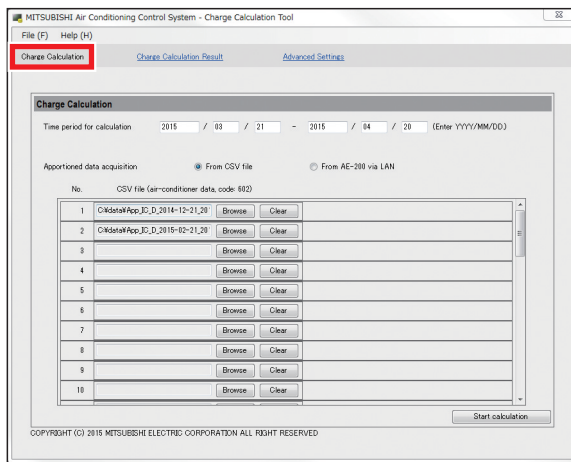 MITSUBISHI Air Conditioning Control System - Charge Calculation Tool
File (F) Help (H)
Charge Calculation Charge Calculation Result Advanced Settings
Charge Calculation
Time period for calculation 2015 / 03 / 21 - 2015 / 04 / 20 (Enter YYYY/MM/DD.)
Apportioned data acquisition From CSV file From AE-200 via LAN
No. CSV file (air-conditioner data, code: 602)
1 C:¥data¥App_IC_D_2014-12-21_20 Browse Clear
2 C:¥data¥App_IC_D_2015-02-21_20 Browse Clear
3 Browse Clear
4 Browse Clear
5 Browse Clear
6 Browse Clear
7 Browse Clear
8 Browse Clear
9 Browse Clear
10 Browse Clear
Start calculation
COPYRIGHT (C) 2015 MITSUBISHI ELECTRIC CORPORATION ALL RIGHT RESERVED